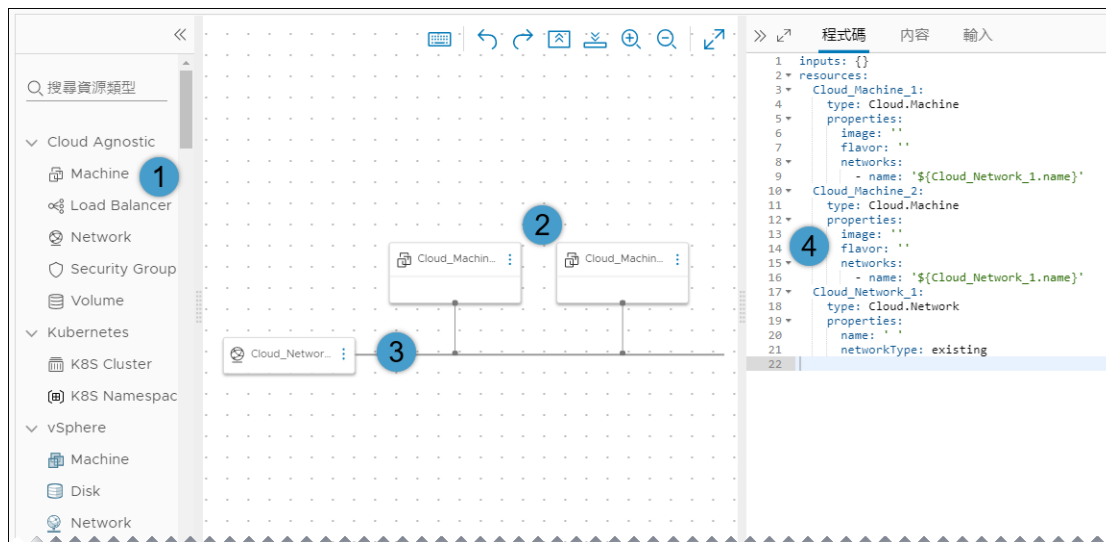 搜尋資源類型
Cloud Agnostic
Machine
1
Load Balancer
Network
Security Group
Volume
Kubernetes
K8S Cluster
K8S Namespac
vSphere
Machine
Disk
Network
2
Cloud_Machin...
Cloud_Machin...
Cloud_Networ...
3
程式碼 內容 輸入
1 inputs: {}
2 resources:
3 Cloud_Machine_1:
4 type: Cloud.Machine
5 properties:
6 image: ''
7 flavor: ''
8 networks:
9 - name: '${Cloud_Network_1.name}'
10 Cloud_Machine_2:
11 type: Cloud.Machine
12 properties:
13 image: ''
14 flavor: ''
15 networks:
16 - name: '${Cloud_Network_1.name}'
17 Cloud_Network_1:
18 type: Cloud.Network
19 properties:
20 name: ' '
21 networkType: existing
22
4